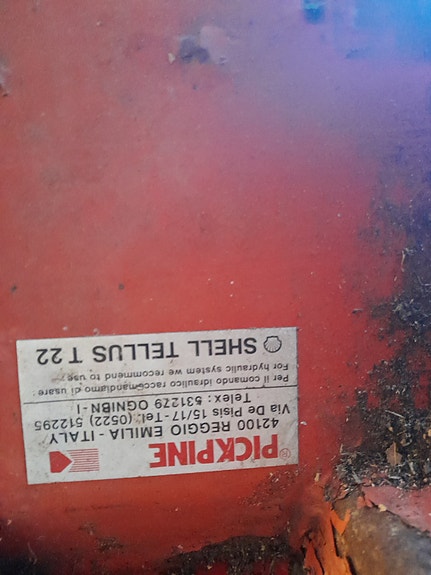 PICKPINE®
42100 REGGIO EMILIA - ITALY
Via De Pisis 15/17-Tel. (0522) 512295
Telex: 531279 OGNIBN - I
Per il comando idraulico raccomandiamo di usare
For hydraulic system we recommend to use:
SHELL TELLUS T 22